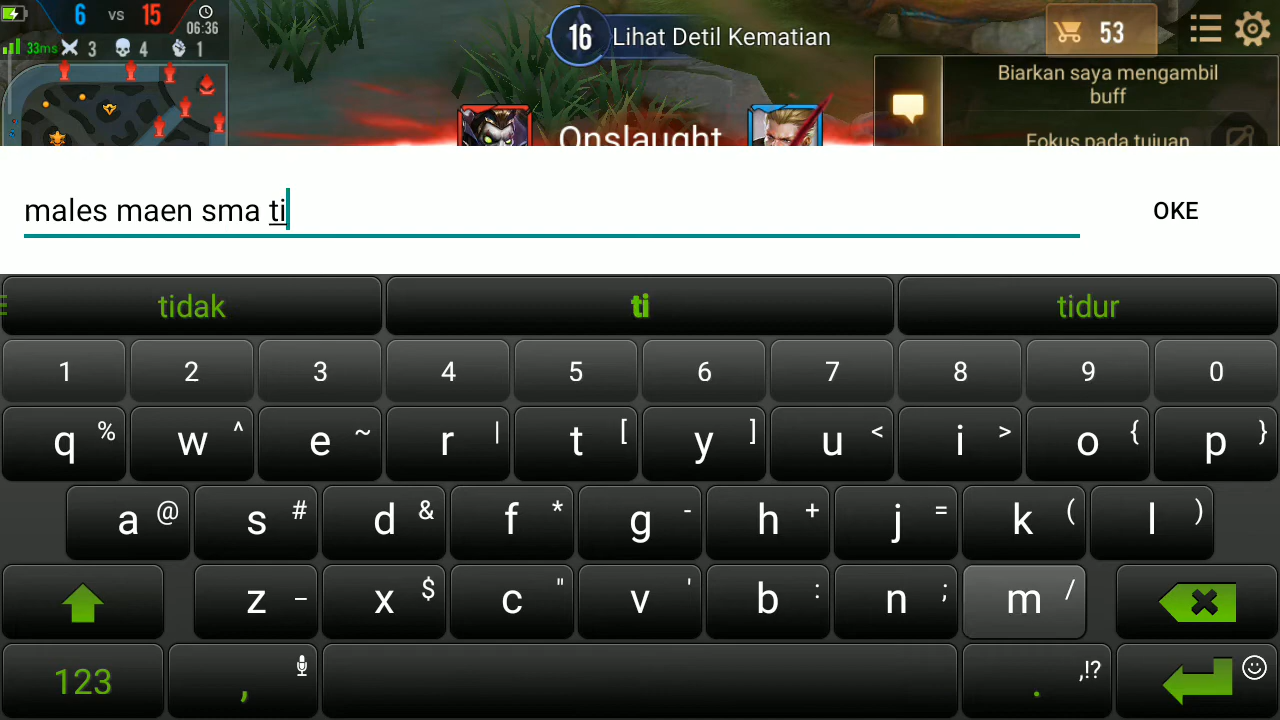 6 vs 15 06:36
33ms 3 4 1
16 Lihat Detil Kematian
53
Biarkan saya mengambil
buff
Fokus pada tujuan
Onslaught
males maen sma ti
OKE
tidak ti tidur
1 2 3 4 5 6 7 8 9 0
q % w ^ e ~ r | t [ y ] u < i > o { p }
a @ s # d & f * g - h + j = k ( l )
z _ x $ c " v ' b : n ; m /
123 , . ,!?